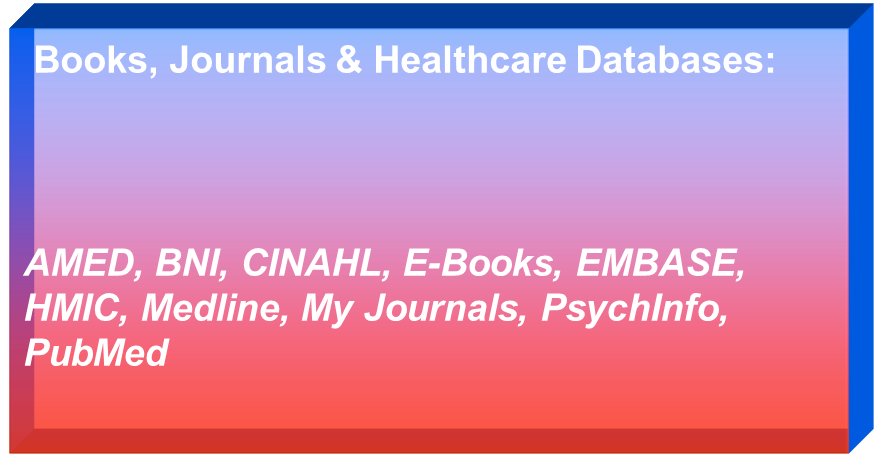 Books, Journals & Healthcare Databases:
AMED, BNI, CINAHL, E-Books, EMBASE,
HMIC, Medline, My Journals, PsychInfo,
PubMed